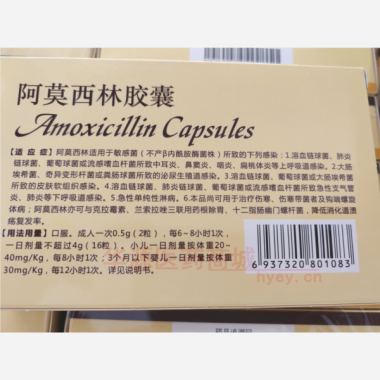 阿莫西林胶囊
Amoxicillin Capsules
【适应症】阿莫西林适用于敏感菌（不产β内酰胺酶菌株）所致的下列感染：1.溶血链球菌、肺炎
链球菌、葡萄球菌或流感嗜血杆菌所致中耳炎、鼻窦炎、咽炎、扁桃体炎等上呼吸道感染。2.大肠
埃希菌、奇异变形杆菌或粪肠球菌所致的泌尿生殖道感染。3.溶血链球菌、葡萄球菌或大肠埃希菌
所致的皮肤软组织感染。4.溶血链球菌、肺炎链球菌、葡萄球菌或流感嗜血杆菌所致急性支气管
炎、肺炎等下呼吸道感染。5.急性单纯性淋病。6.本品尚可用于治疗伤寒、伤寒带菌者及钩端螺旋
体病；阿莫西林亦可与克拉霉素、兰索拉唑三联用药根除胃、十二指肠幽门螺杆菌，降低消化道溃
疡复发率。
【用法用量】口服。成人一次0.5g（2粒），每6~8小时1次，
一日剂量不超过4g（16粒）。小儿一日剂量按体重20~
40mg/Kg，每8小时1次；3个月以下婴儿一日剂量按体重
30mg/Kg，每12小时1次。详见说明书。
6 937320 801083
hyey.cn